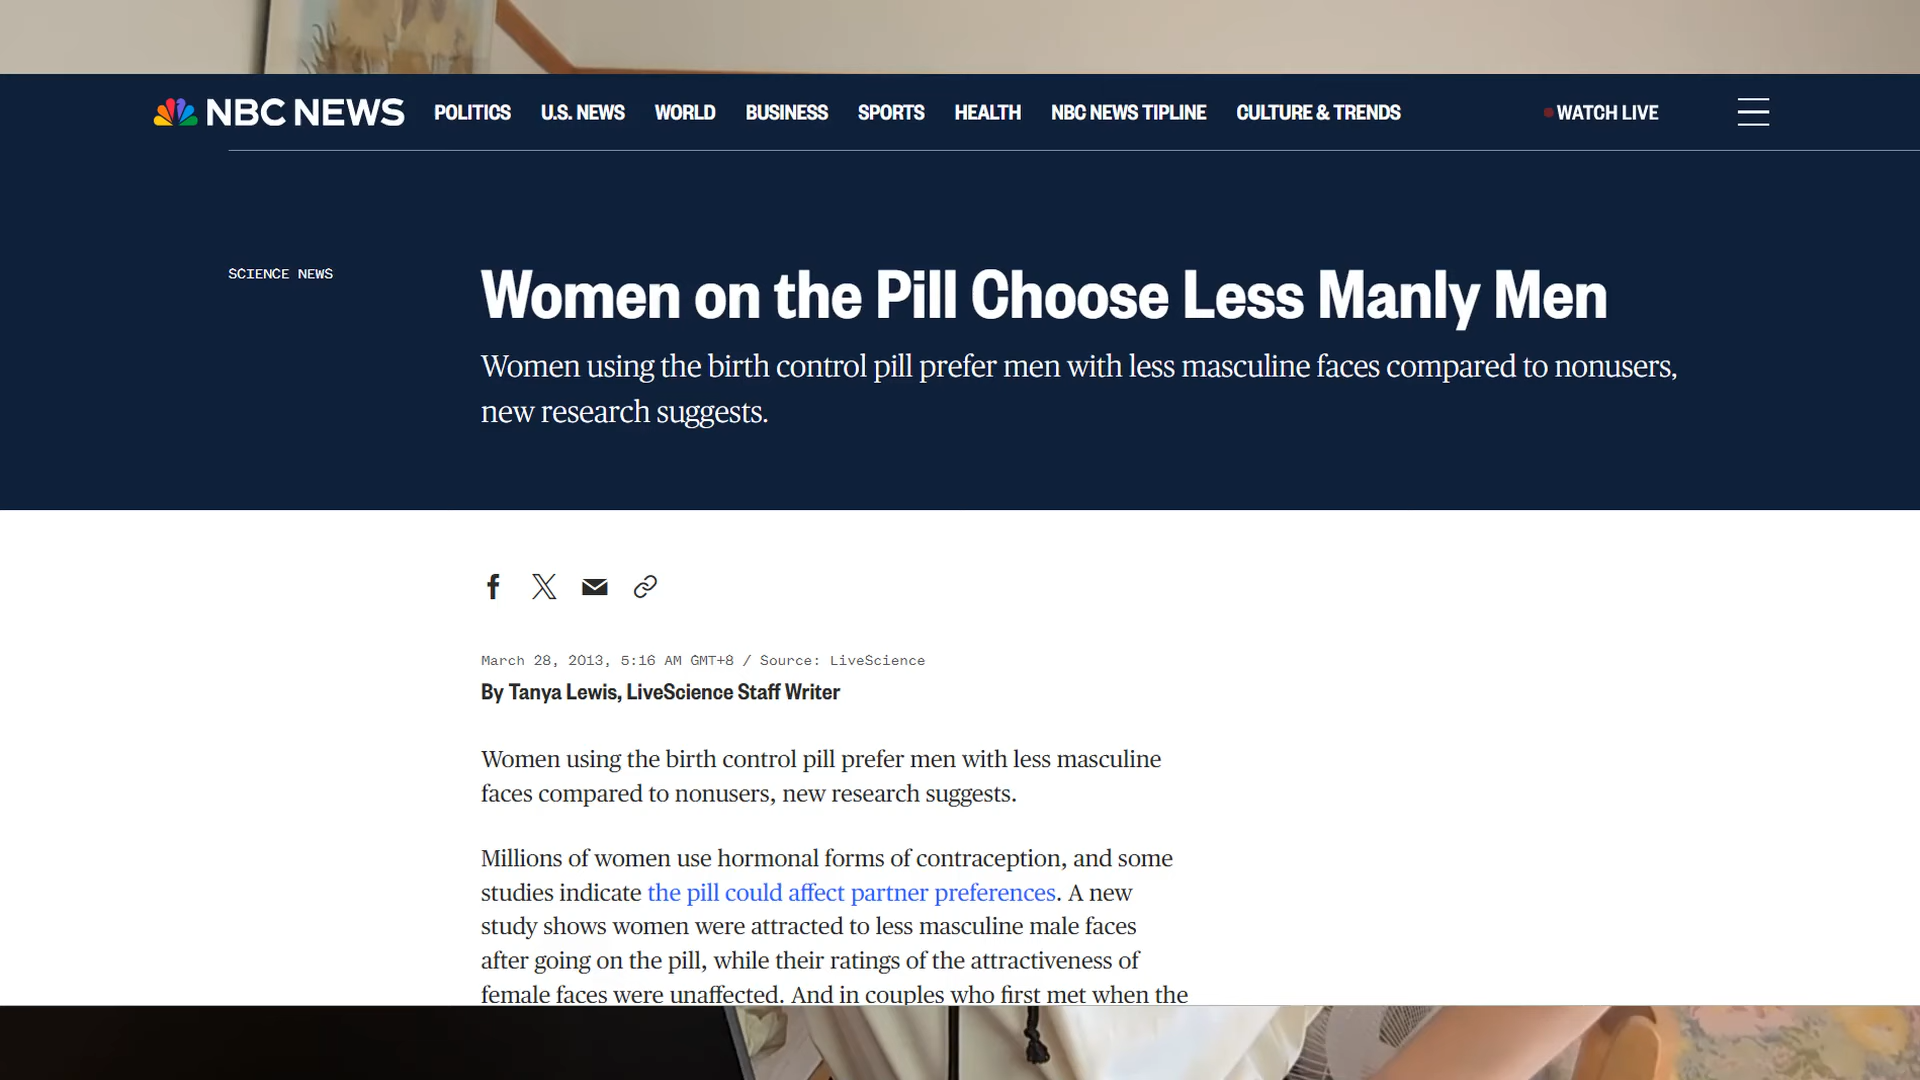 NBC NEWS POLITICS U.S. NEWS WORLD BUSINESS SPORTS HEALTH NBC NEWS TIPLINE CULTURE & TRENDS WATCH LIVE
SCIENCE NEWS
Women on the Pill Choose Less Manly Men
Women using the birth control pill prefer men with less masculine faces compared to nonusers,
new research suggests.
March 28, 2013, 5:16 AM GMT+8 / Source: LiveScience
By Tanya Lewis, LiveScience Staff Writer
Women using the birth control pill prefer men with less masculine
faces compared to nonusers, new research suggests.
Millions of women use hormonal forms of contraception, and some
studies indicate the pill could affect partner preferences. A new
study shows women were attracted to less masculine male faces
after going on the pill, while their ratings of the attractiveness of
female faces were unaffected. And in couples who first met when the